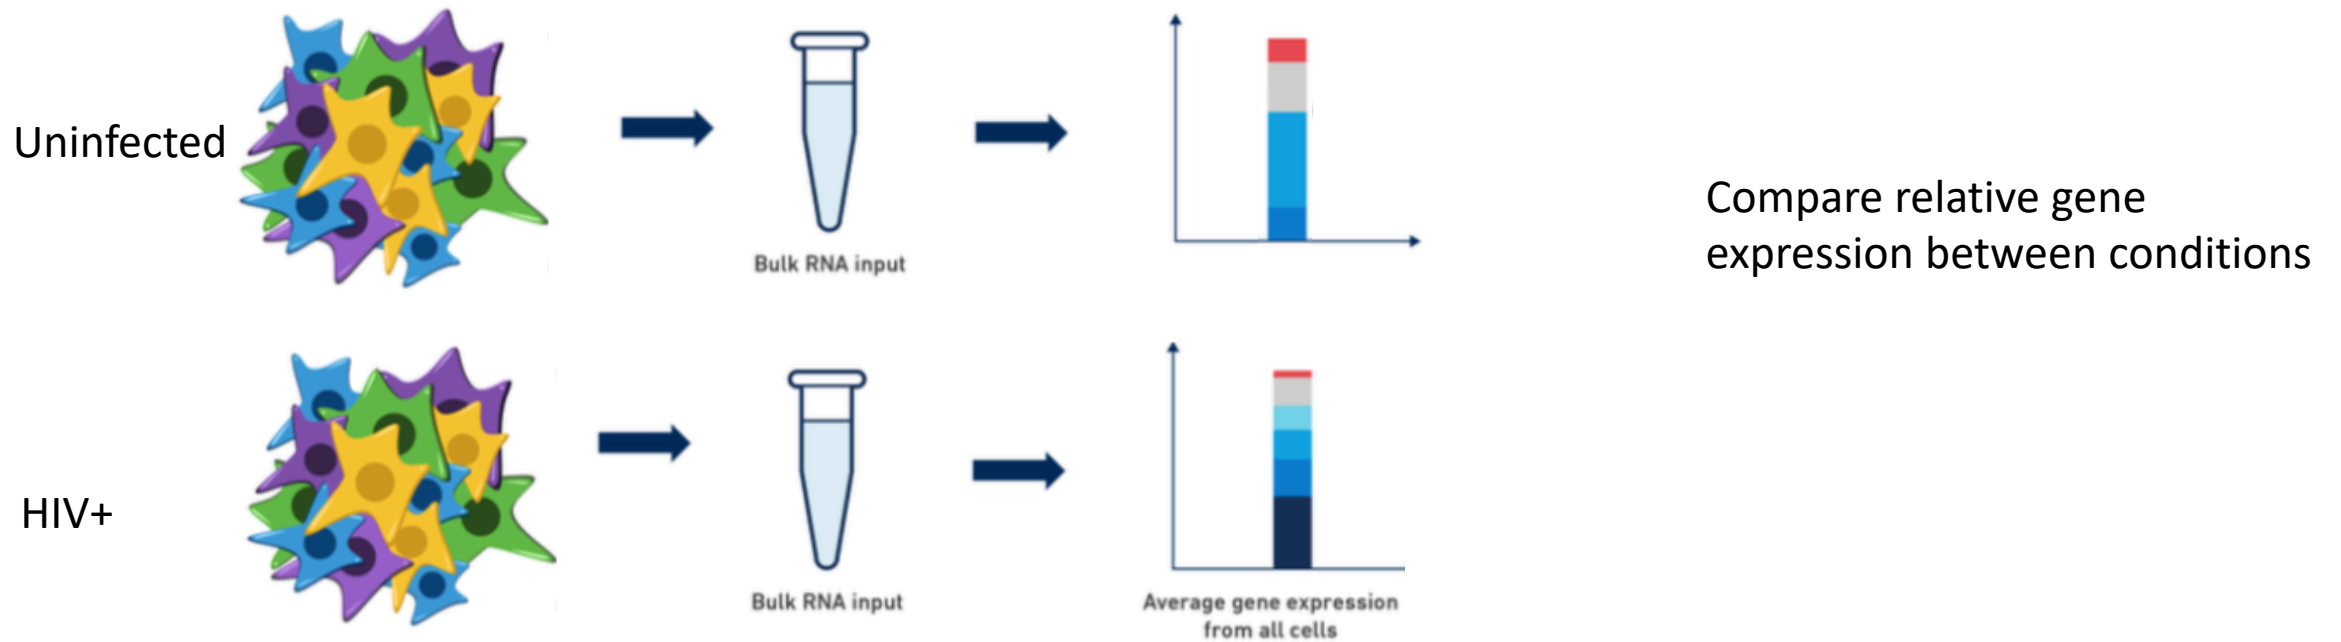 Uninfected
Bulk RNA input
Compare relative gene
expression between conditions
HIV+
Bulk RNA input
Average gene expression
from all cells